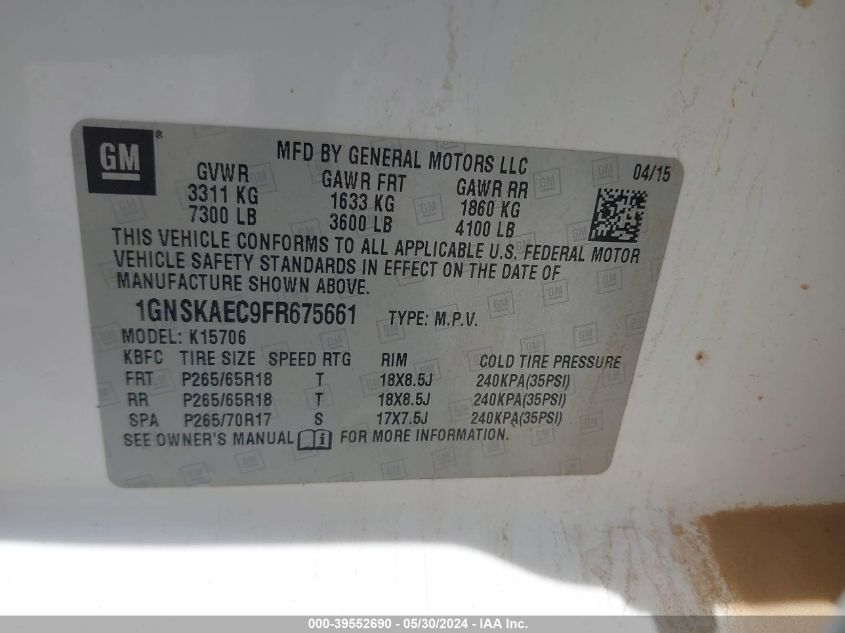 GM ®
MFD BY GENERAL MOTORS LLC 04/15
GVWR GAWR FRT GAWR RR
3311 KG 1633 KG 1860 KG
7300 LB 3600 LB 4100 LB
THIS VEHICLE CONFORMS TO ALL APPLICABLE U.S. FEDERAL MOTOR
VEHICLE SAFETY STANDARDS IN EFFECT ON THE DATE OF
MANUFACTURE SHOWN ABOVE.
1GNSKAEC9FR675661 TYPE: M.P.V.
MODEL: K15706
KBFC TIRE SIZE SPEED RTG RIM COLD TIRE PRESSURE
FRT P265/65R18 T 18X8.5J 240KPA(35PSI)
RR P265/65R18 T 18X8.5J 240KPA(35PSI)
SPA P265/70R17 S 17X7.5J 240KPA(35PSI)
SEE OWNER'S MANUAL i FOR MORE INFORMATION.
000-39552690 - 05/30/2024 - IAA Inc.